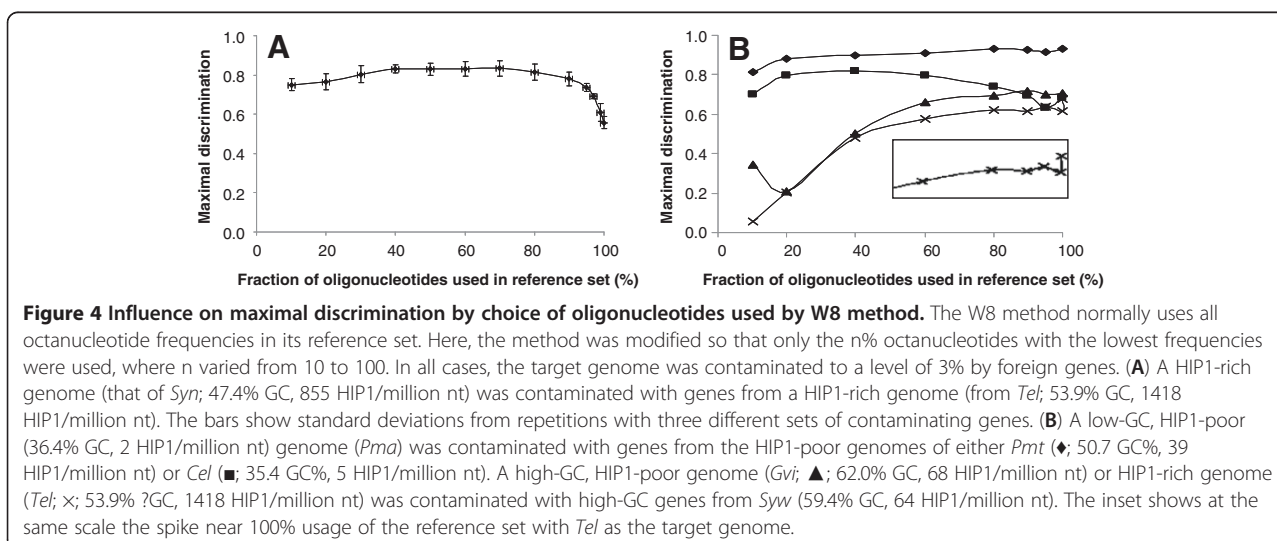 A
1.0
0.8
0.6
0.4
0.2
0.0
Maximal discrimination
0 20 40 60 80 100
Fraction of oligonucleotides used in reference set (%)
B
1.0
0.8
0.6
0.4
0.2
0.0
Maximal discrimination
0 20 40 60 80 100
Fraction of oligonucleotides used in reference set (%)
Figure 4 Influence on maximal discrimination by choice of oligonucleotides used by W8 method. The W8 method normally uses all
octanucleotide frequencies in its reference set. Here, the method was modified so that only the n% octanucleotides with the lowest frequencies
were used, where n varied from 10 to 100. In all cases, the target genome was contaminated to a level of 3% by foreign genes. (A) A HIP1-rich
genome (that of Syn; 47.4% GC, 855 HIP1/million nt) was contaminated with genes from a HIP1-rich genome (from Tel; 53.9% GC, 1418
HIP1/million nt). The bars show standard deviations from repetitions with three different sets of contaminating genes. (B) A low-GC, HIP1-poor
(36.4% GC, 2 HIP1/million nt) genome (Pma) was contaminated with genes from the HIP1-poor genomes of either Pmt (♦; 50.7 GC%, 39
HIP1/million nt) or Cel (■; 35.4 GC%, 5 HIP1/million nt). A high-GC, HIP1-poor genome (Gvi; ▲; 62.0% GC, 68 HIP1/million nt) or HIP1-rich genome
(Tel; ×; 53.9% ?GC, 1418 HIP1/million nt) was contaminated with high-GC genes from Syw (59.4% GC, 64 HIP1/million nt). The inset shows at the
same scale the spike near 100% usage of the reference set with Tel as the target genome.